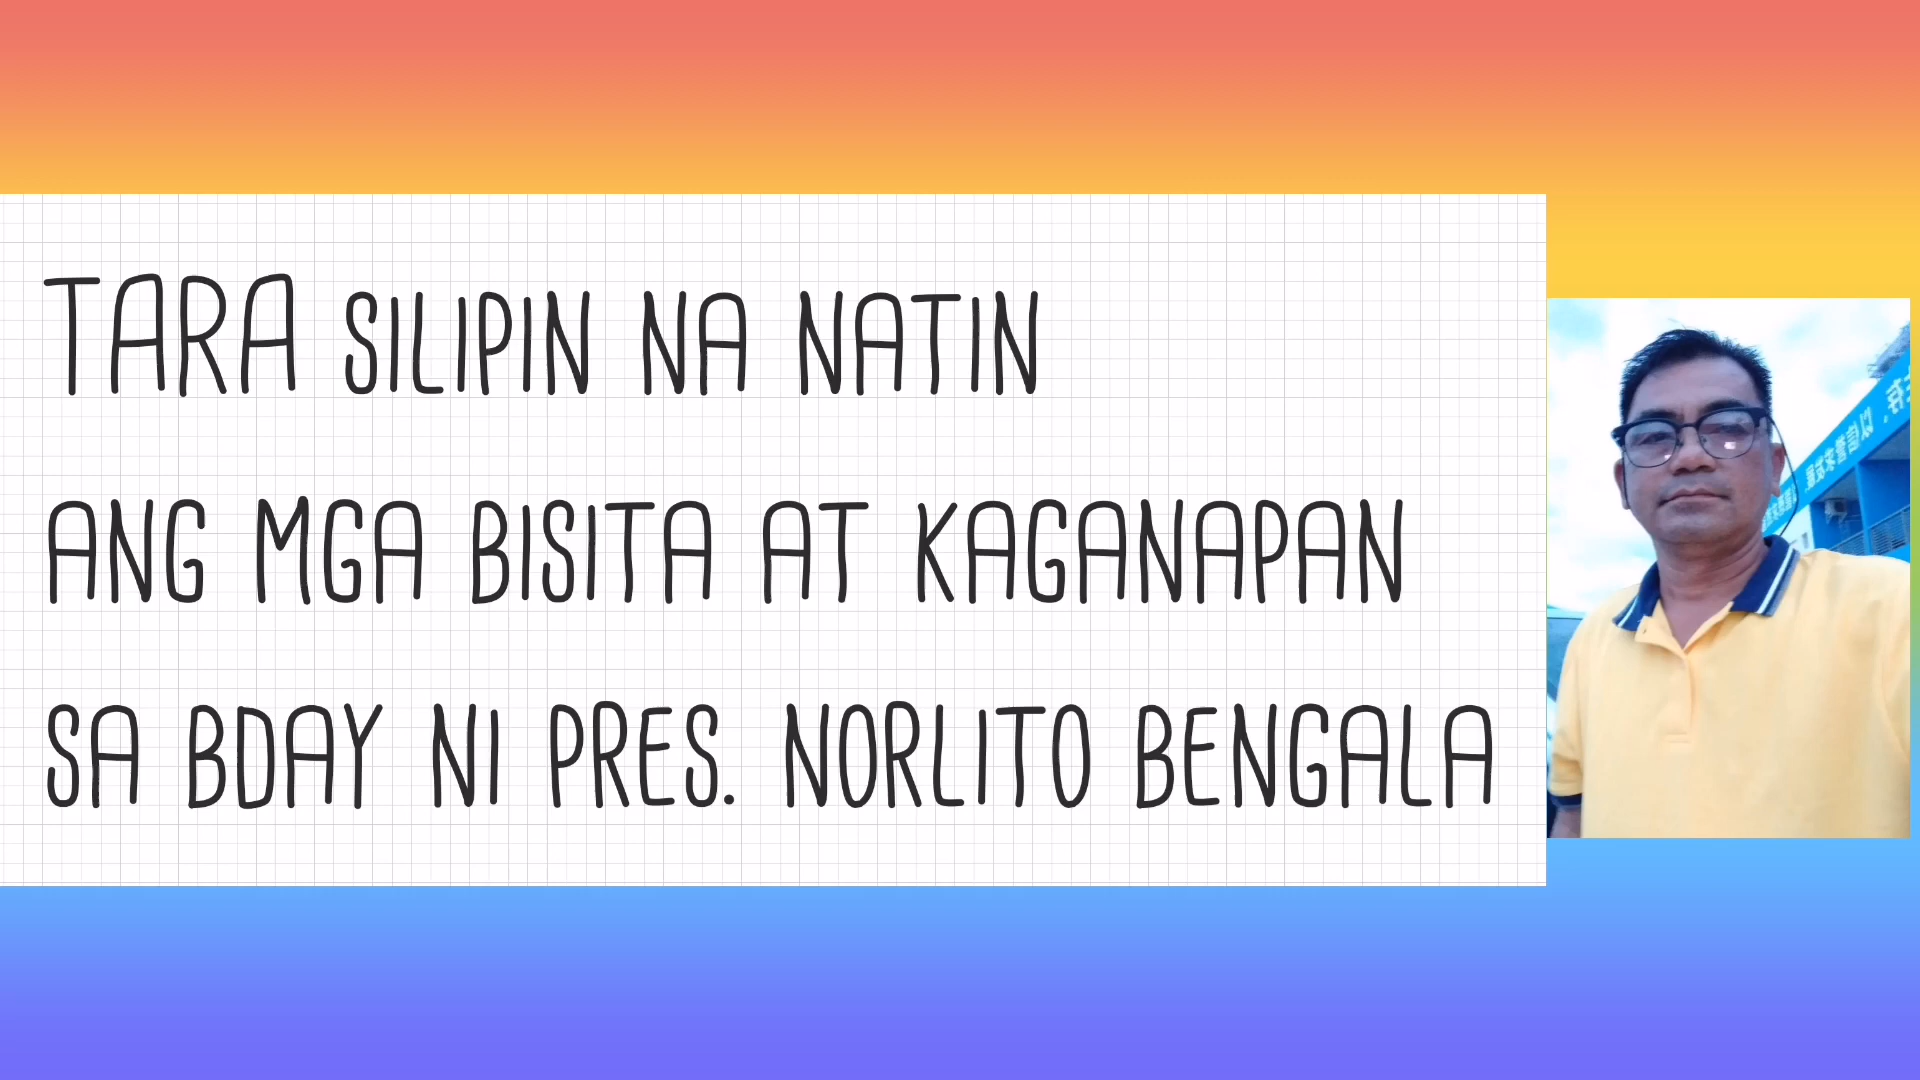 TARA SILIPIN NA NATIN
ANG MGA BISITA AT KAGANAPAN
SA BDAY NI PRES. NORLITO BENGALA